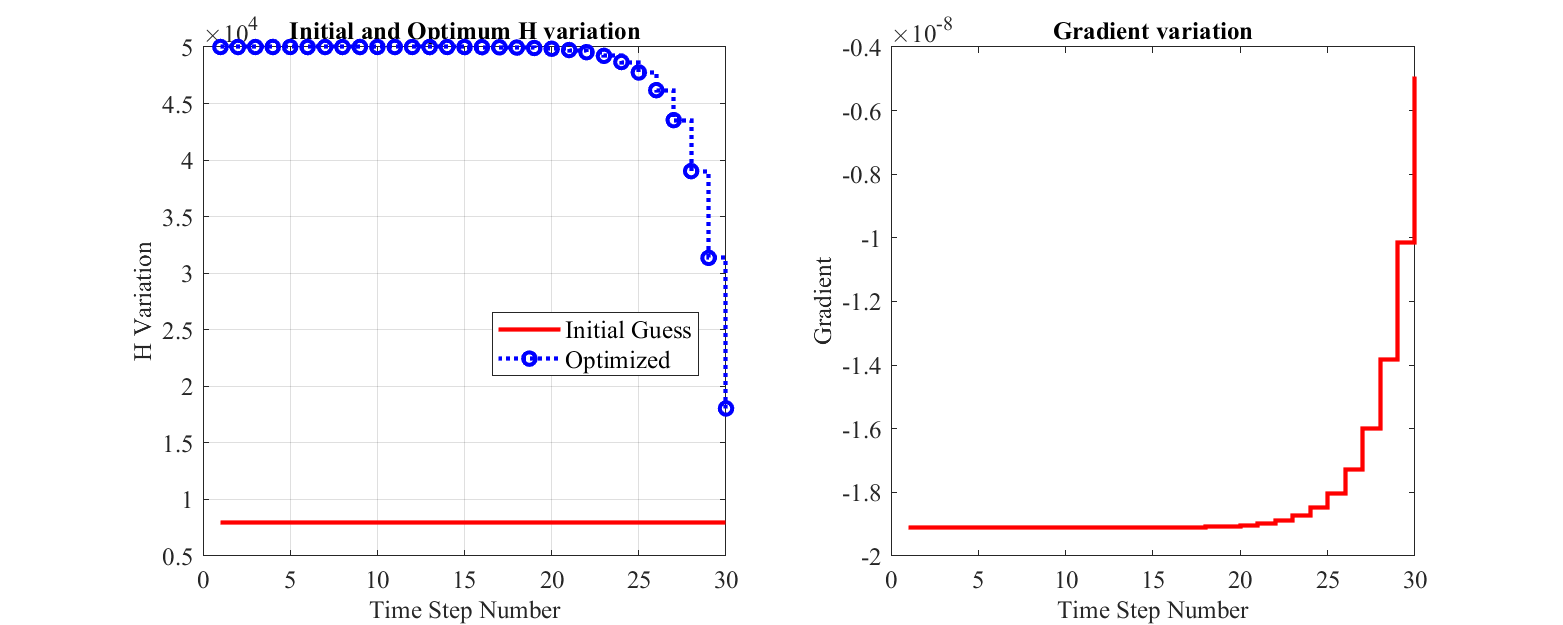 Initial and Optimum H variation
×10^4
5
4.5
4
3.5
3
2.5
2
1.5
1
0.5
H Variation
Initial Guess
Optimized
0 5 10 15 20 25 30
Time Step Number
Gradient variation
×10^-8
-0.4
-0.6
-0.8
-1
-1.2
-1.4
-1.6
-1.8
-2
Gradient
0 5 10 15 20 25 30
Time Step Number